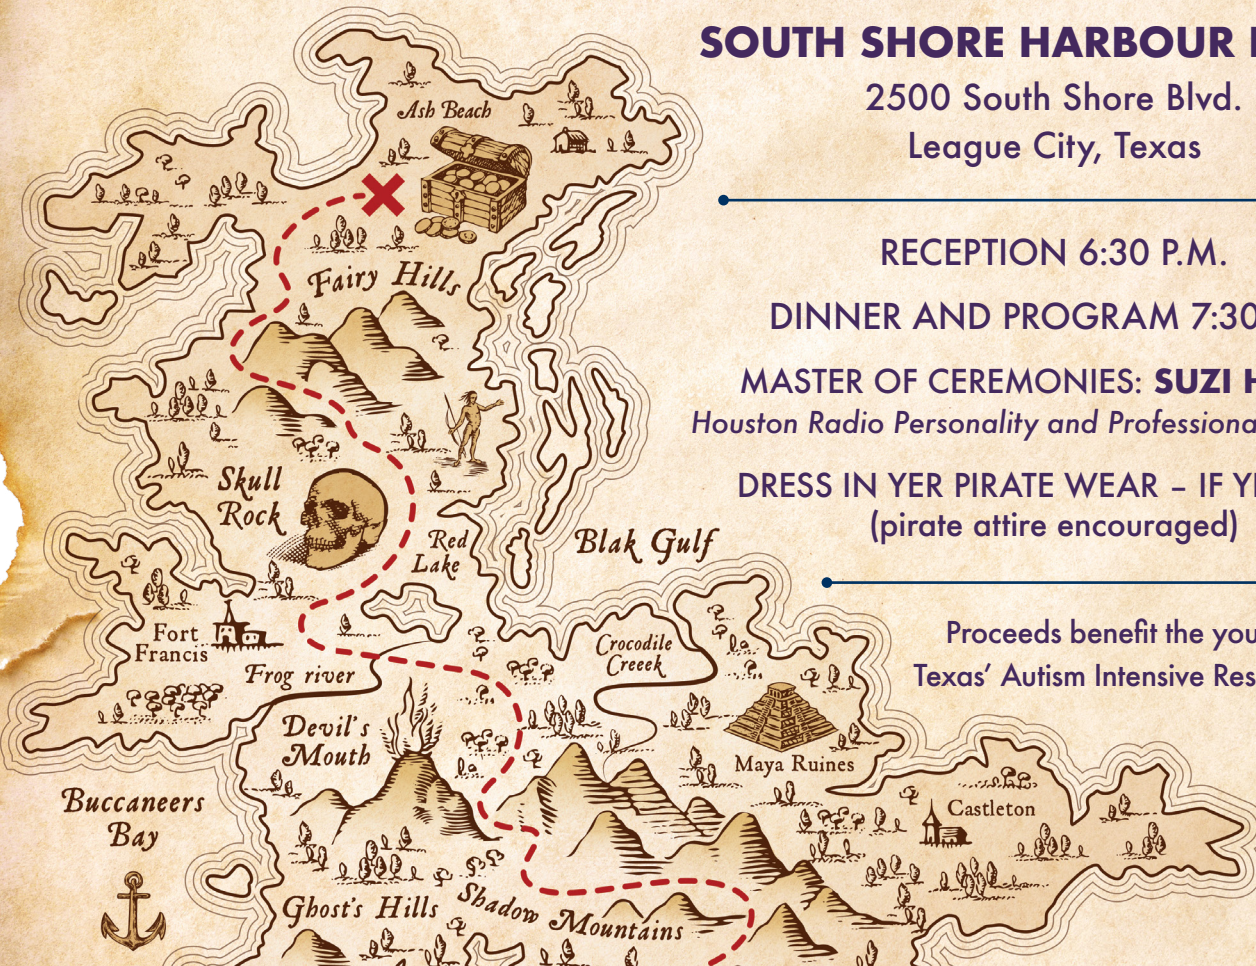 SOUTH SHORE HARBOUR
2500 South Shore Blvd.
League City, Texas
RECEPTION 6:30 P.M.
DINNER AND PROGRAM 7:30
MASTER OF CEREMONIES: SUZI
Houston Radio Personality and Professiona
DRESS IN YER PIRATE WEAR – IF
(pirate attire encouraged)
Proceeds benefit the you
Texas' Autism Intensive Res
Ash Beach
Fairy Hills
Skull
Rock
Red
Lake
Blak Gulf
Fort
Francis
Frog river
Crocodile
Creeek
Devil's
Mouth
Maya Ruines
Buccaneers
Bay
Castleton
Ghost's Hills
Shadow Mountains